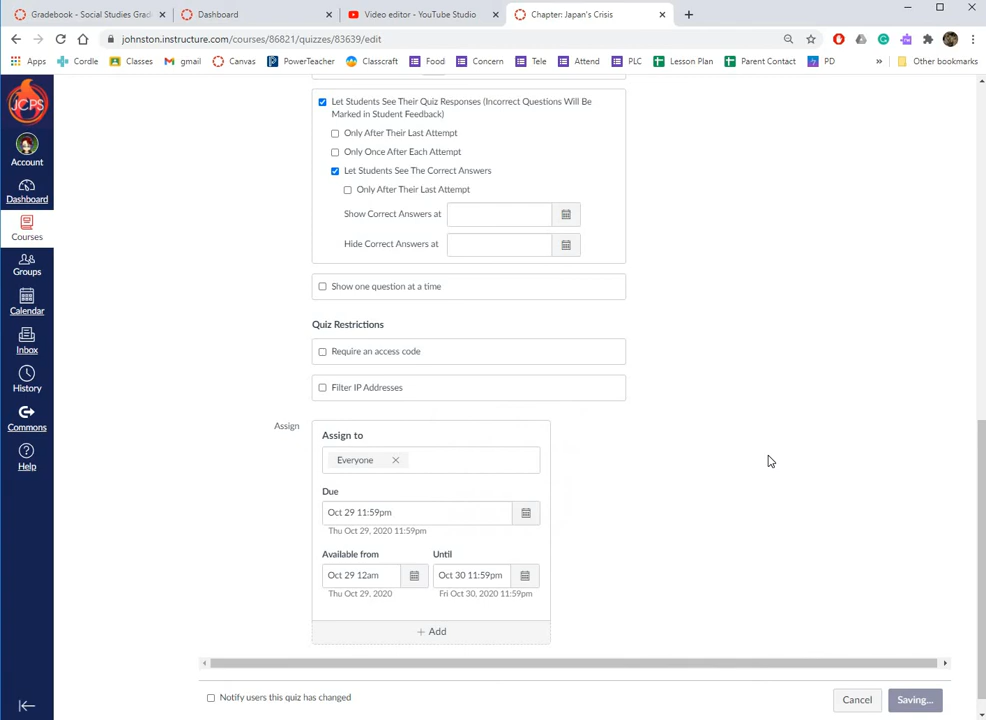 Gradebook - Social Studies Grad
Dashboard
Video editor - YouTube Studio
Chapter: Japan's Crisis
johnston.instructure.com/courses/86821/quizzes/83639/edit
Apps
Cordle
Classes
gmail
Canvas
PowerTeacher
Classcraft
Food
Concern
Tele
Attend
PLC
Lesson Plan
Parent Contact
PD
»
Other bookmarks
JCPS
Account
Dashboard
Courses
Groups
Calendar
Inbox
History
Commons
Help
Let Students See Their Quiz Responses (Incorrect Questions Will Be
Marked in Student Feedback)
Only After Their Last Attempt
Only Once After Each Attempt
Let Students See The Correct Answers
Only After Their Last Attempt
Show Correct Answers at
Hide Correct Answers at
Show one question at a time
Quiz Restrictions
Require an access code
Filter IP Addresses
Assign
Assign to
Everyone
Due
Oct 29 11:59pm
Thu Oct 29, 2020 11:59pm
Available from
Until
Oct 29 12am
Oct 30 11:59pm
Thu Oct 29, 2020
Fri Oct 30, 2020 11:59pm
+ Add
Notify users this quiz has changed
Cancel
Saving...